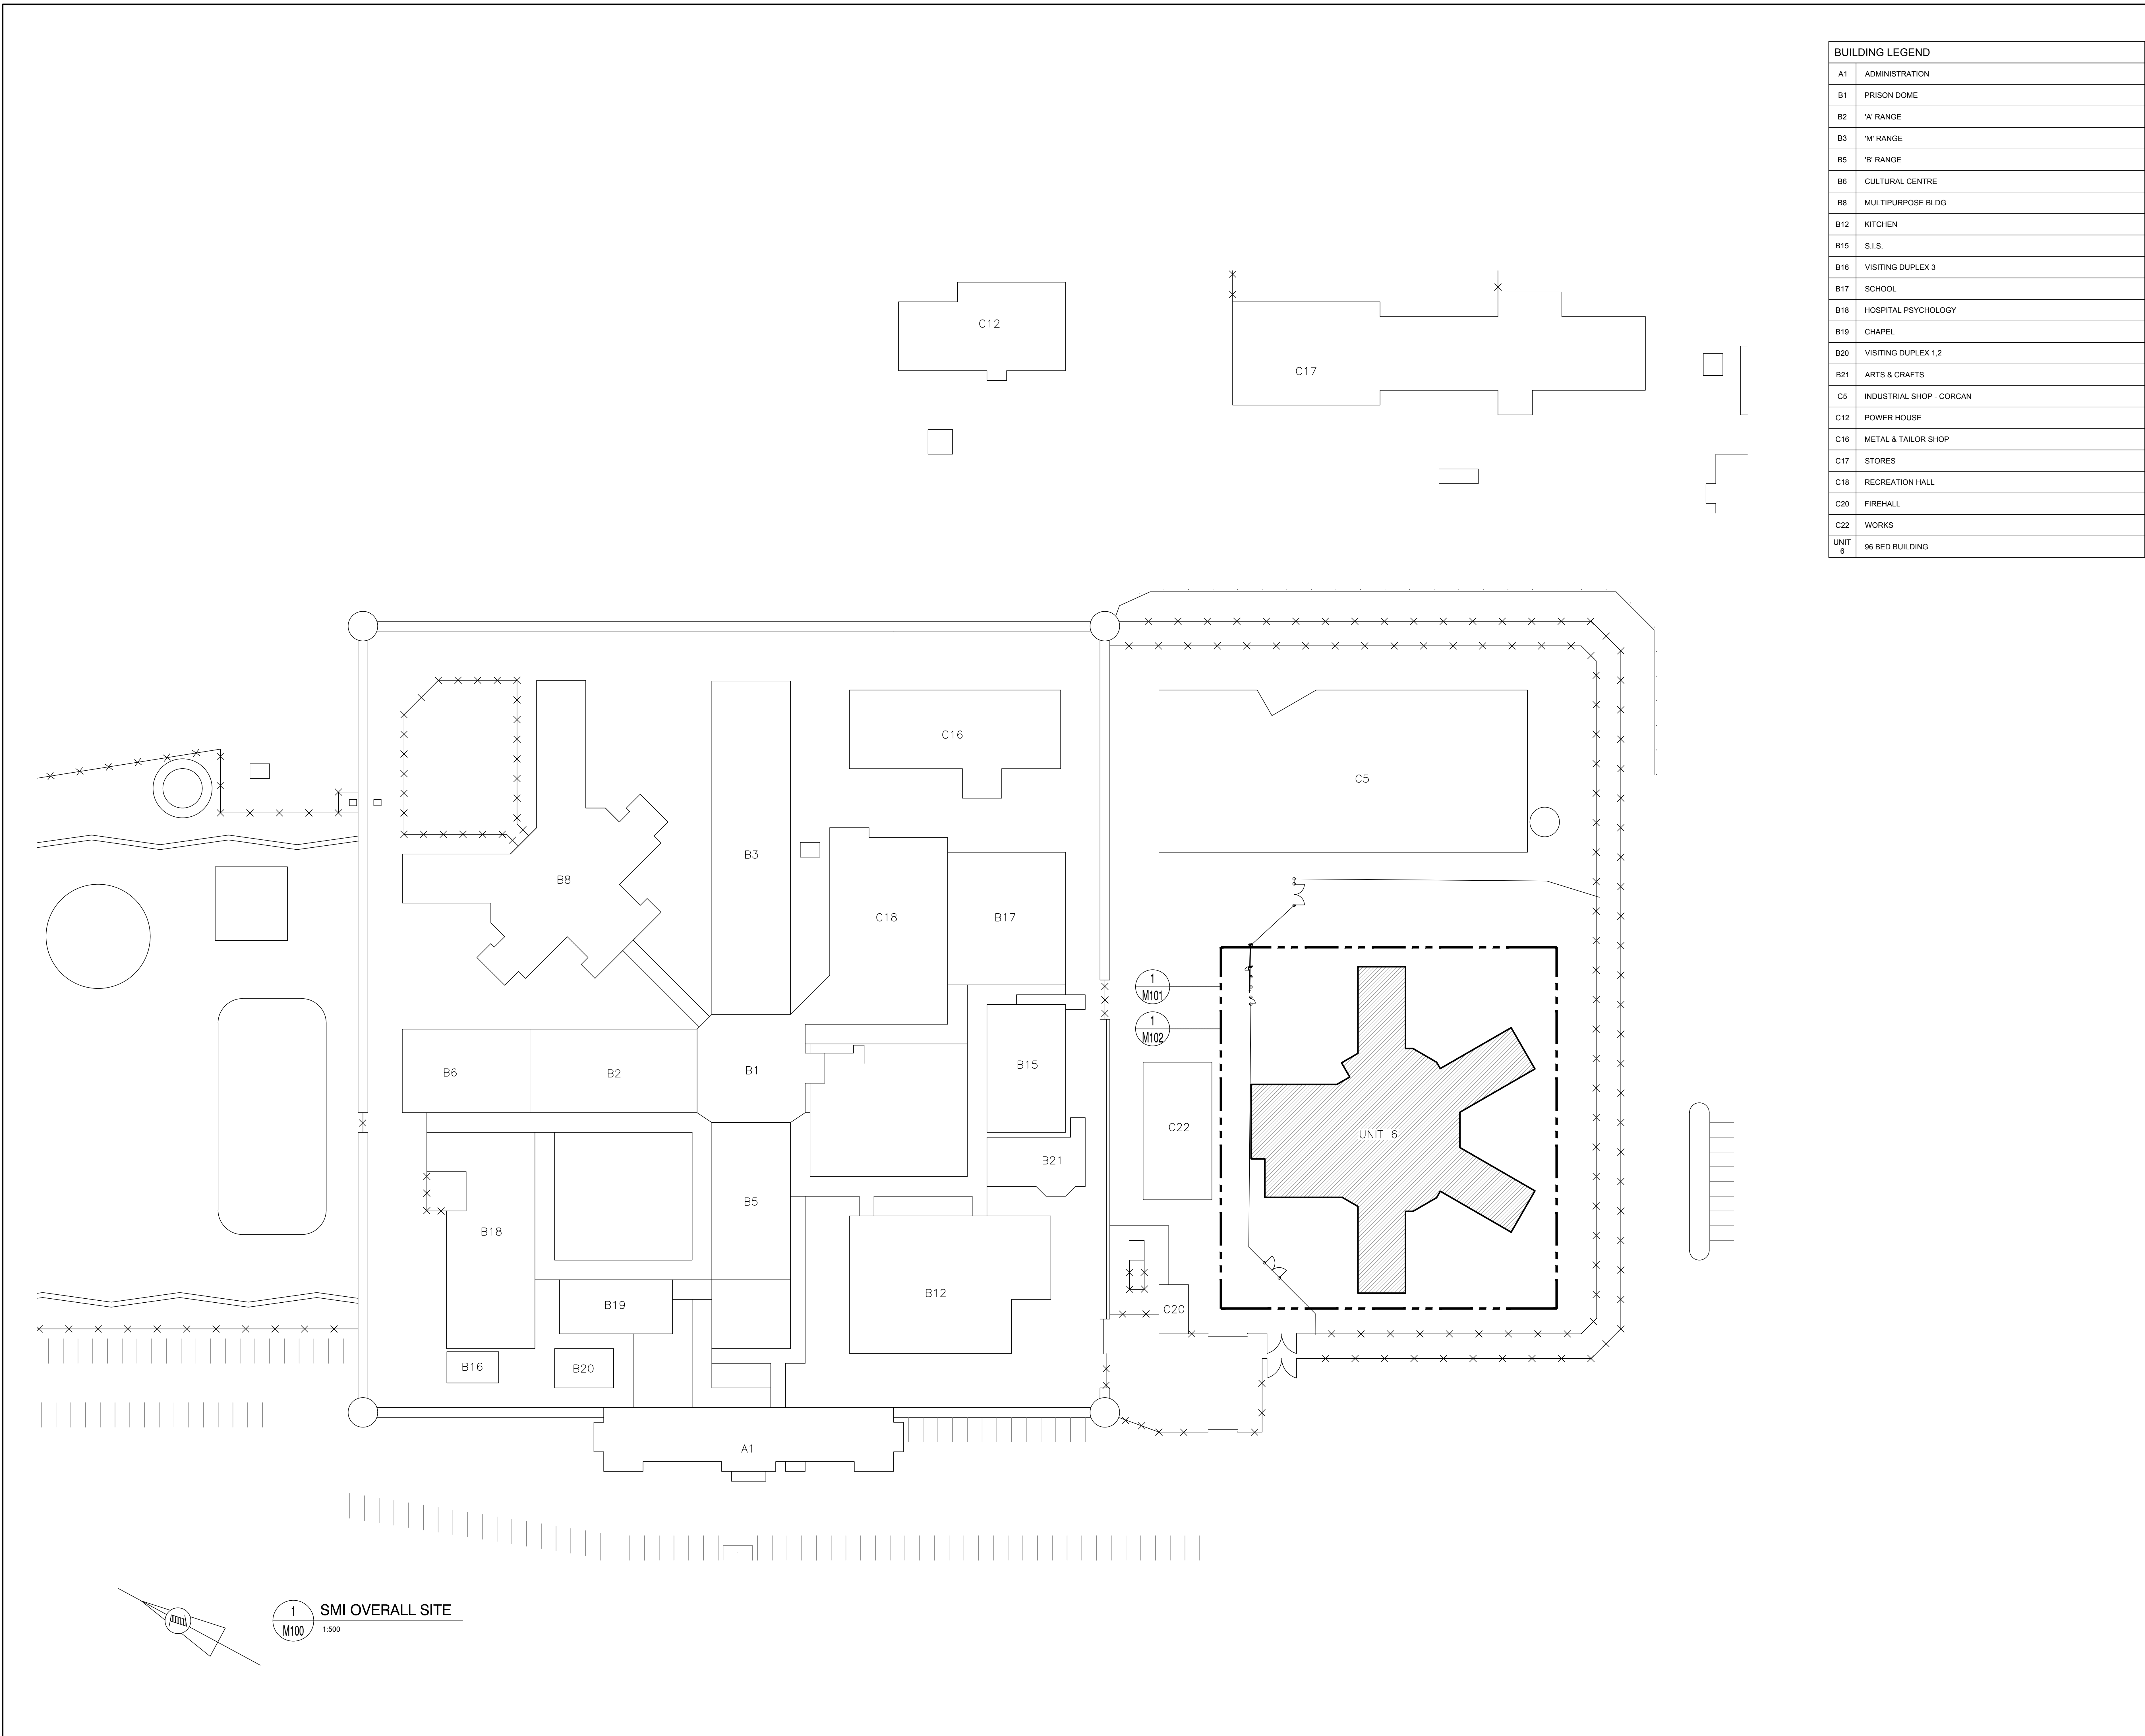 BUILDING LEGEND
A1 ADMINISTRATION
B1 PRISON DOME
B2 'A' RANGE
B3 'M' RANGE
B5 'B' RANGE
B6 CULTURAL CENTRE
B8 MULTIPURPOSE BLDG
B12 KITCHEN
B15 S.I.S.
B16 VISITING DUPLEX 3
B17 SCHOOL
B18 HOSPITAL PSYCHOLOGY
B19 CHAPEL
B20 VISITING DUPLEX 1,2
B21 ARTS & CRAFTS
C5 INDUSTRIAL SHOP - CORCAN
C12 POWER HOUSE
C16 METAL & TAILOR SHOP
C17 STORES
C18 RECREATION HALL
C20 FIREHALL
C22 WORKS
UNIT 6 96 BED BUILDING
C12
C17
C16
C5
B3
B8
C18
B17
1
M101
1
M102
B6
B2
B1
B15
C22
UNIT 6
B21
B5
B18
B12
B19
C20
B16
B20
A1
1
M100
SMI OVERALL SITE
1:500